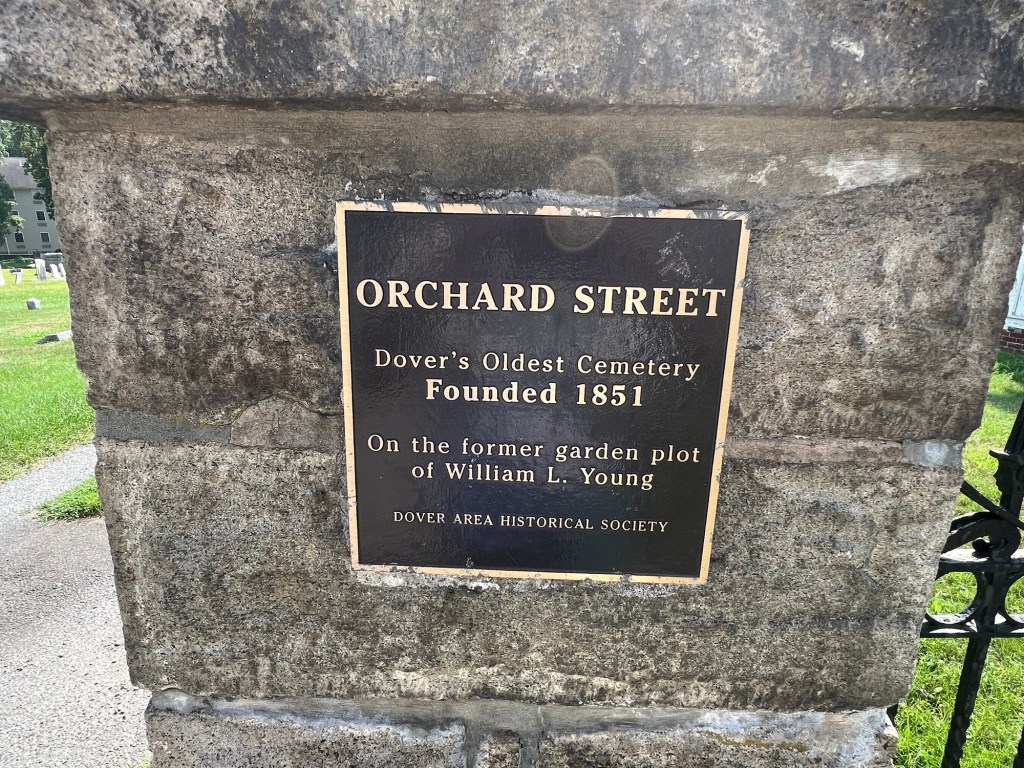 ORCHARD STREET
Dover's Oldest Cemetery
Founded 1851
On the former garden plot
of William L. Young
DOVER AREA HISTORICAL SOCIETY